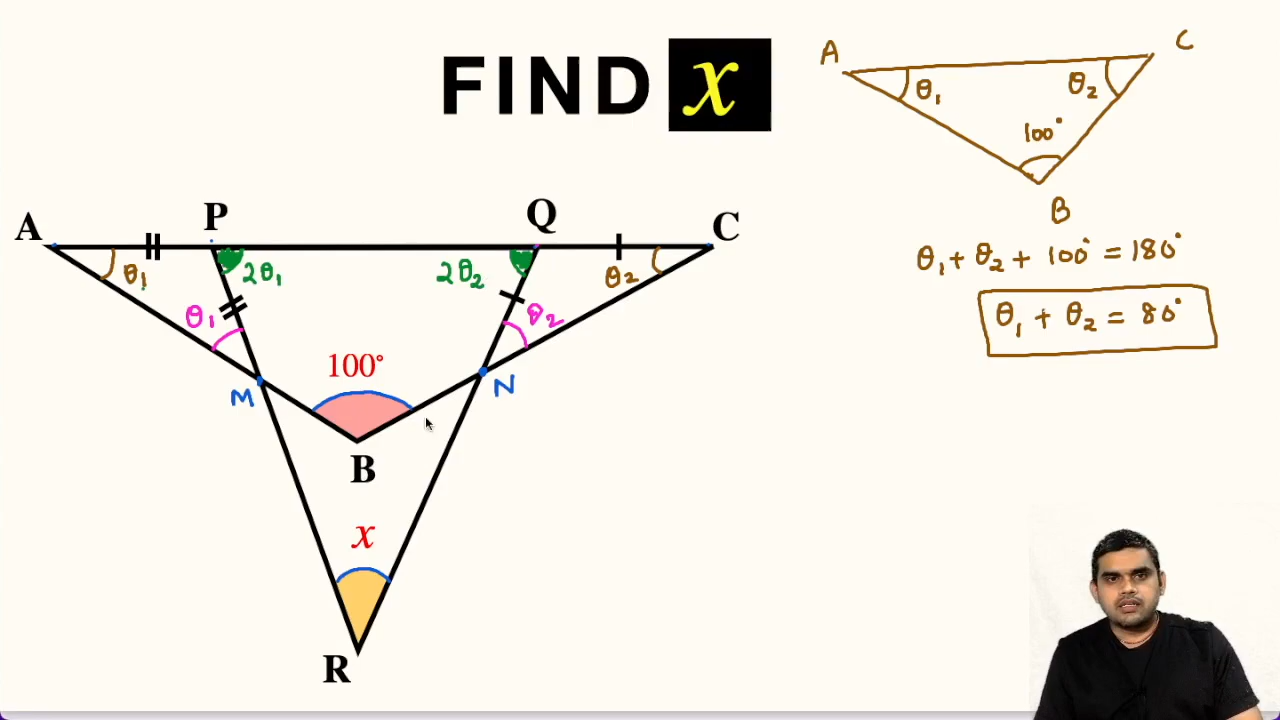 FIND x
A
C
θ₁
θ₂
100°
B
θ₁ + θ₂ + 100° = 180°
θ₁ + θ₂ = 80°
A
P
Q
C
θ₁
2θ₁
2θ₂
θ₂
θ₁
θ₂
100°
M
N
B
x
R